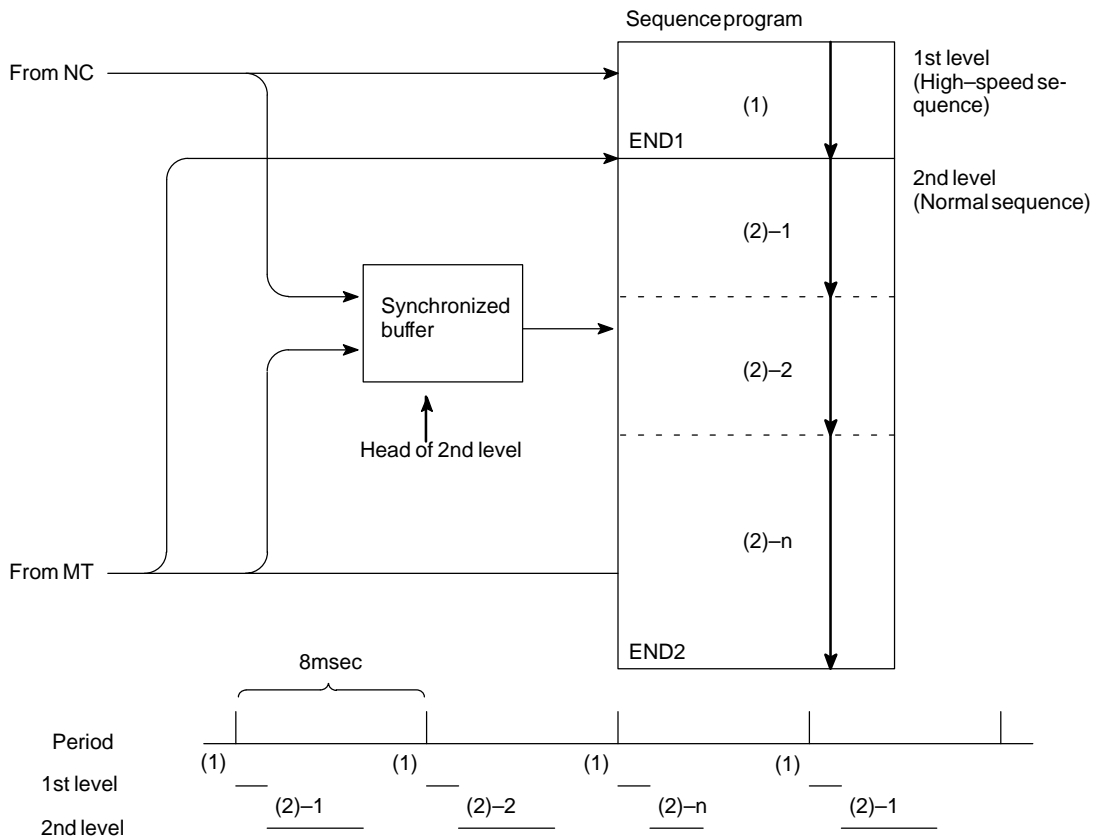 Sequence program
From NC
1st level
(High–speed se-
quence)
(1)
END1
2nd level
(Normal sequence)
(2)–1
Synchronized
buffer
(2)–2
Head of 2nd level
(2)–n
From MT
END2
8msec
Period
(1) (1) (1) (1)
1st level
(2)–1 (2)–2 (2)–n (2)–1
2nd level